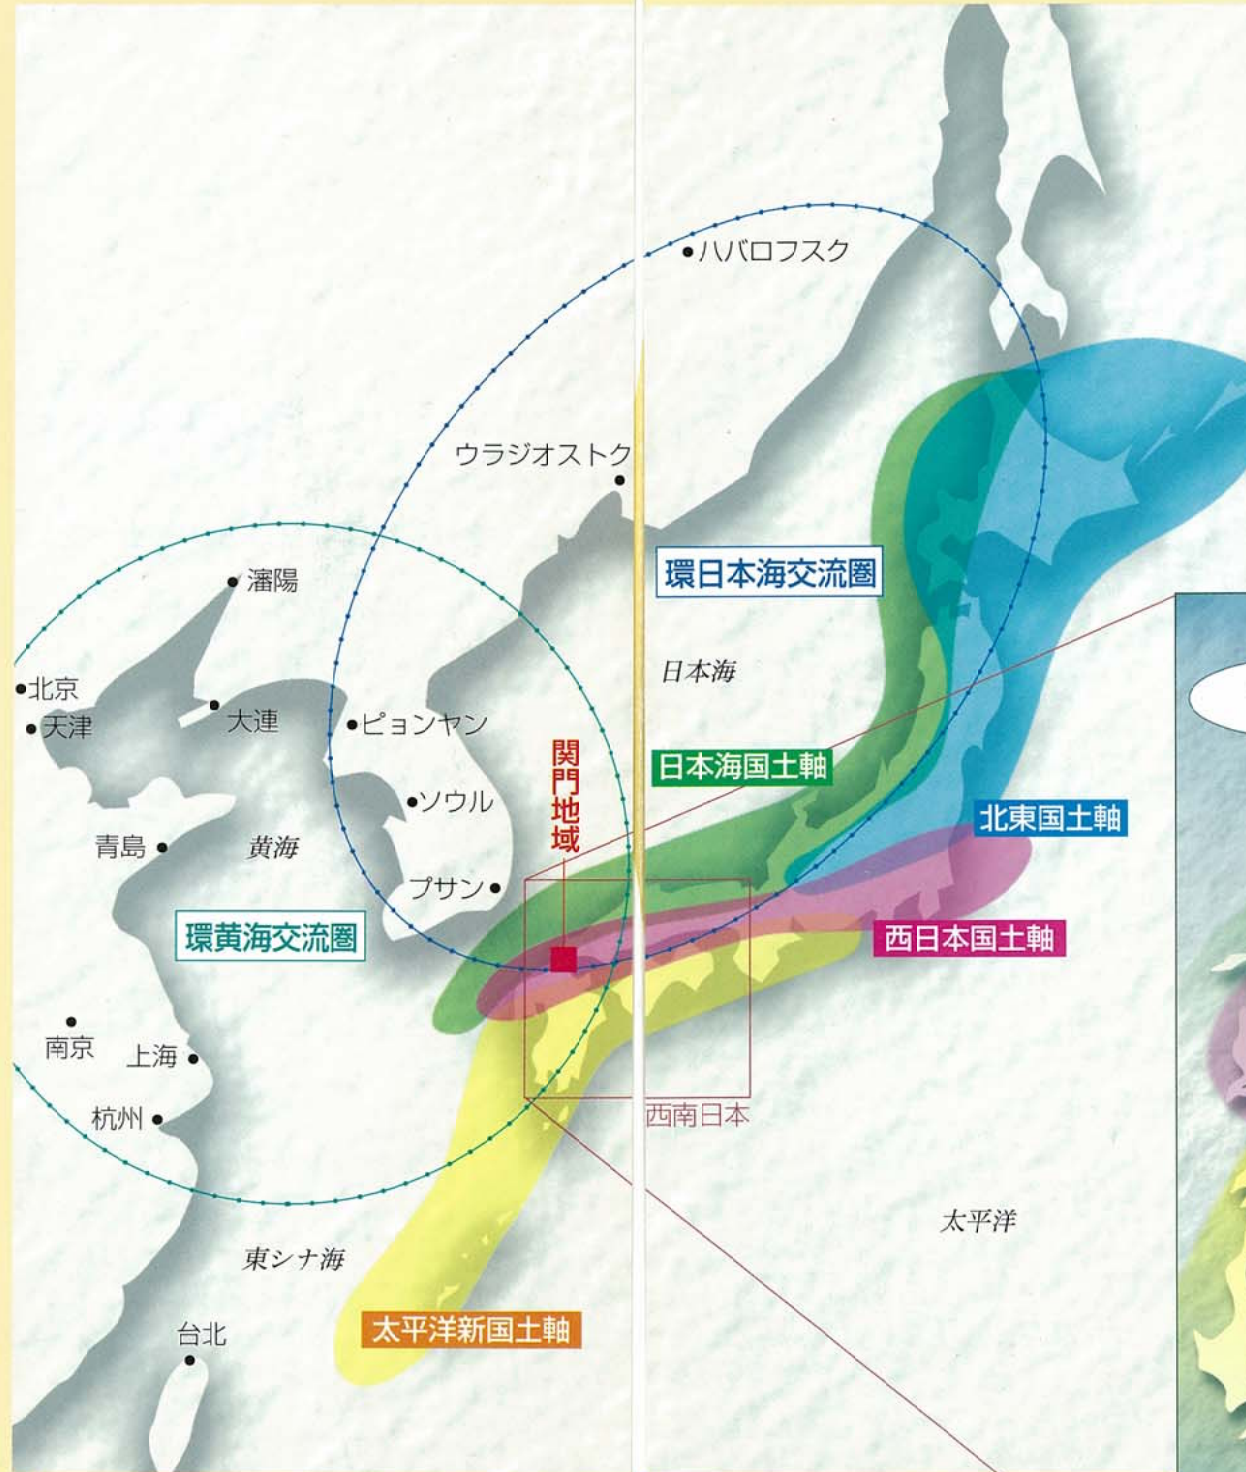 ハバロフスク
ウラジオストク
環日本海交流圏
瀋陽
日本海
北京
天津
大連
ピョンヤン
関門地域
日本海国土軸
ソウル
北東国土軸
青島
黄海
プサン
環黄海交流圏
西日本国土軸
南京
上海
杭州
西南日本
太平洋
東シナ海
太平洋新国土軸
台北